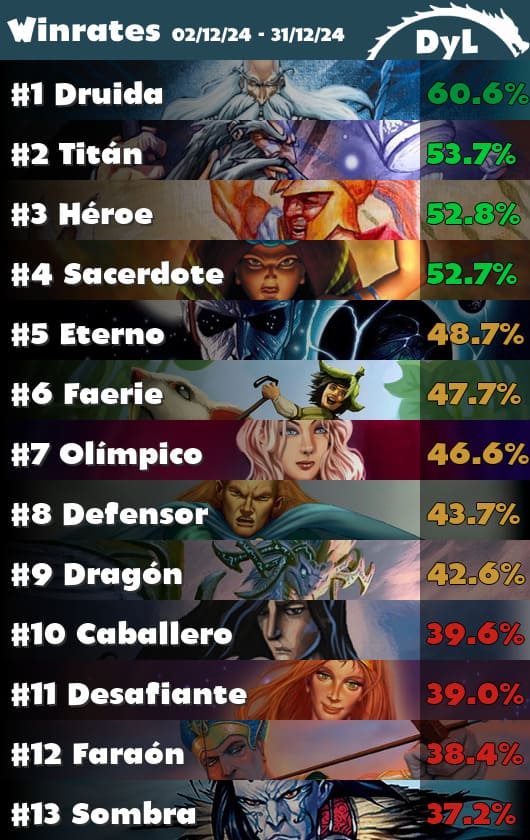 Winrates 02/12/24 - 31/12/24
DyL
#1 Druida 60.6%
#2 Titán 53.7%
#3 Héroe 52.8%
#4 Sacerdote 52.7%
#5 Eterno 48.7%
#6 Faerie 47.7%
#7 Olímpico 46.6%
#8 Defensor 43.7%
#9 Dragón 42.6%
#10 Caballero 39.6%
#11 Desafiante 39.0%
#12 Faraón 38.4%
#13 Sombra 37.2%